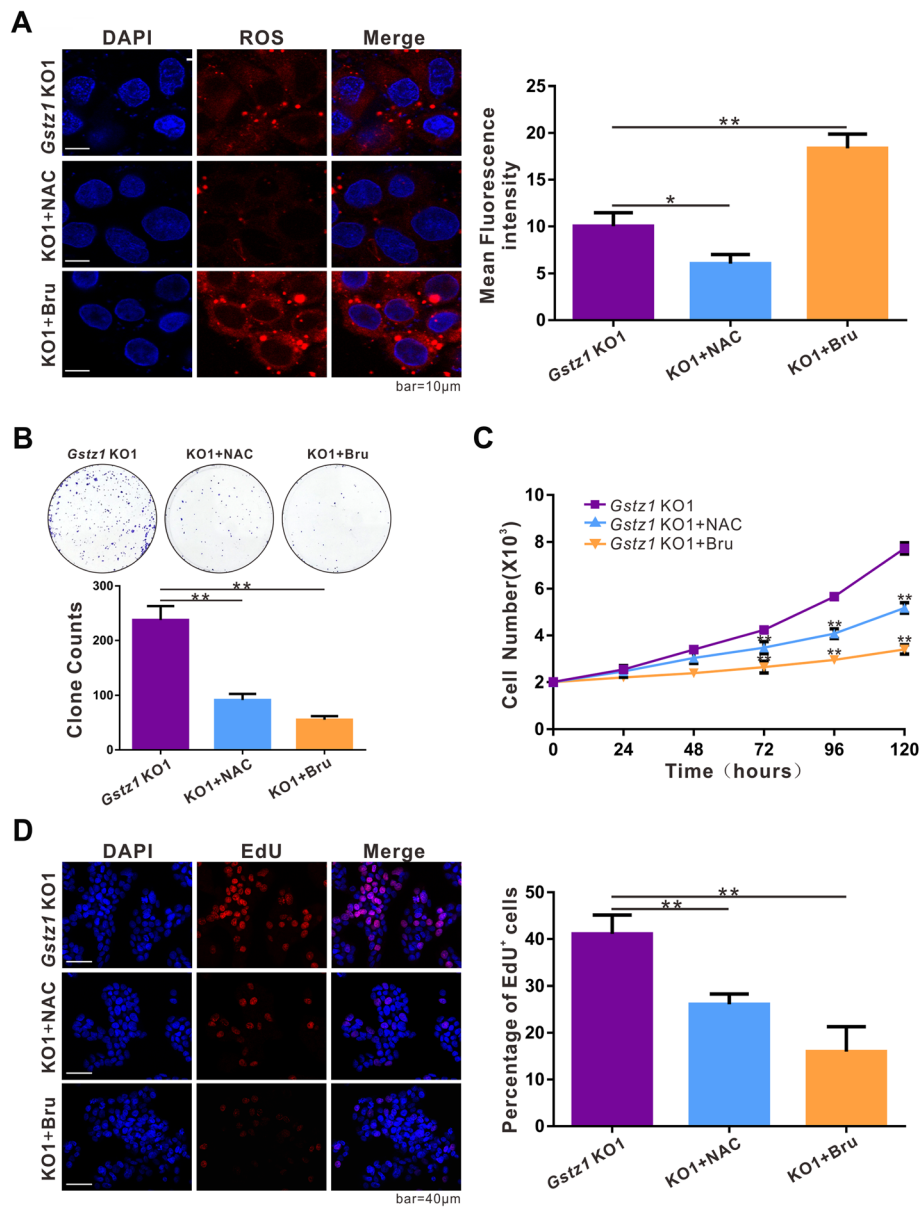 A
DAPI ROS Merge
Gstz1 KO1
KO1+NAC
KO1+Bru
bar=10μm
Mean Fluorescence
intensity
25
20
15
10
5
0
**
*
Gstz1 KO1
KO1+NAC
KO1+Bru
B
Gstz1 KO1 KO1+NAC KO1+Bru
Clone Counts
300
200
100
0
**
**
Gstz1 KO1
KO1+NAC
KO1+Bru
C
Cell Number(X10³)
10
8
6
4
2
0
Gstz1 KO1
Gstz1 KO1+NAC
Gstz1 KO1+Bru
** ** **
** ** **
0 24 48 72 96 120
Time（hours）
D
DAPI EdU Merge
Gstz1 KO1
KO1+NAC
KO1+Bru
bar=40μm
Percentage of EdU⁺ cells
50
40
30
20
10
0
**
**
Gstz1 KO1
KO1+NAC
KO1+Bru